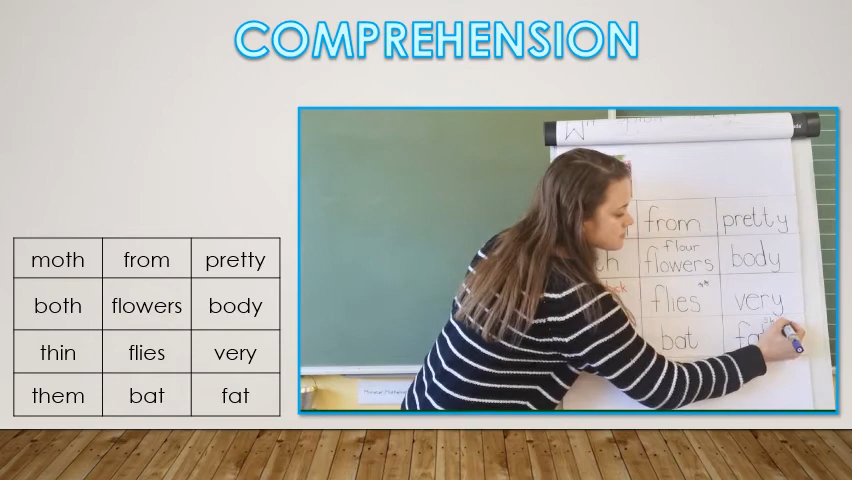 COMPREHENSION
moth from pretty
both flowers body
thin flies very
them bat fat
from pretty
flour
flowers body
flies very
bat